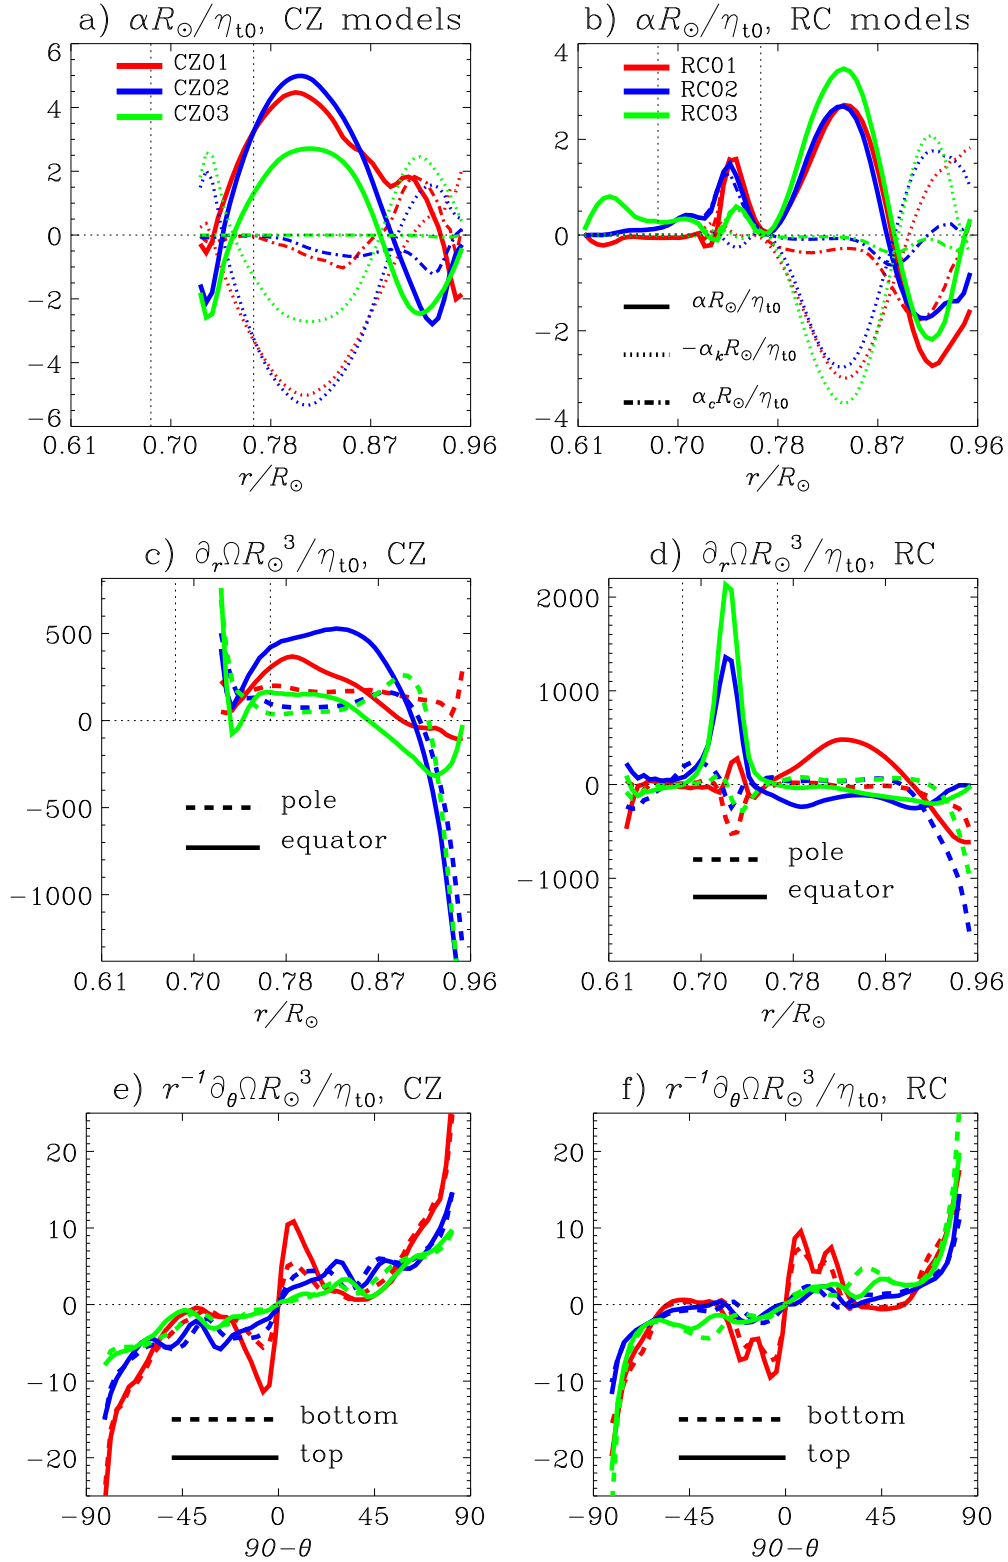 a) αR⊙/ηt0, CZ models
6
4
2
0
−2
−4
−6
CZ01
CZ02
CZ03
0.61 0.70 0.78 0.87 0.96
r/R⊙
b) αR⊙/ηt0, RC models
4
2
0
−2
−4
RC01
RC02
RC03
αR⊙/ηt0
−αkR⊙/ηt0
αcR⊙/ηt0
0.61 0.70 0.78 0.87 0.96
r/R⊙
c) ∂rΩR⊙³/ηt0, CZ
500
0
−500
−1000
pole
equator
0.61 0.70 0.78 0.87 0.96
r/R⊙
d) ∂rΩR⊙³/ηt0, RC
2000
1000
0
−1000
pole
equator
0.61 0.70 0.78 0.87 0.96
r/R⊙
e) r⁻¹∂θΩR⊙³/ηt0, CZ
20
10
0
−10
−20
bottom
top
−90 −45 0 45 90
90−θ
f) r⁻¹∂θΩR⊙³/ηt0, RC
20
10
0
−10
−20
bottom
top
−90 −45 0 45 90
90−θ